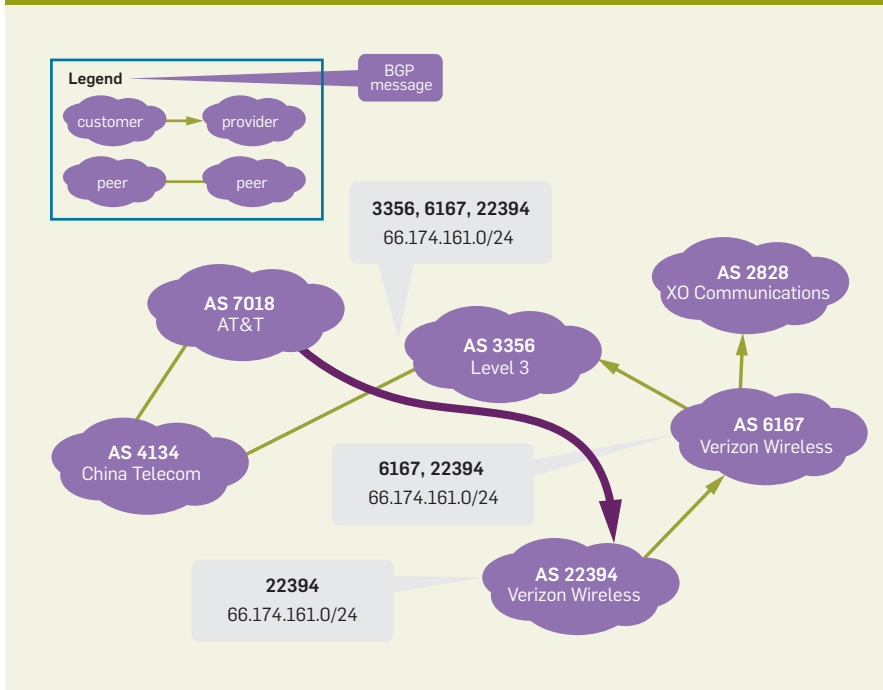 Legend
BGP
message
customer
provider
peer
peer
3356, 6167, 22394
66.174.161.0/24
AS 7018
AT&T
AS 3356
Level 3
AS 2828
XO Communications
AS 4134
China Telecom
AS 6167
Verizon Wireless
6167, 22394
66.174.161.0/24
22394
66.174.161.0/24
AS 22394
Verizon Wireless